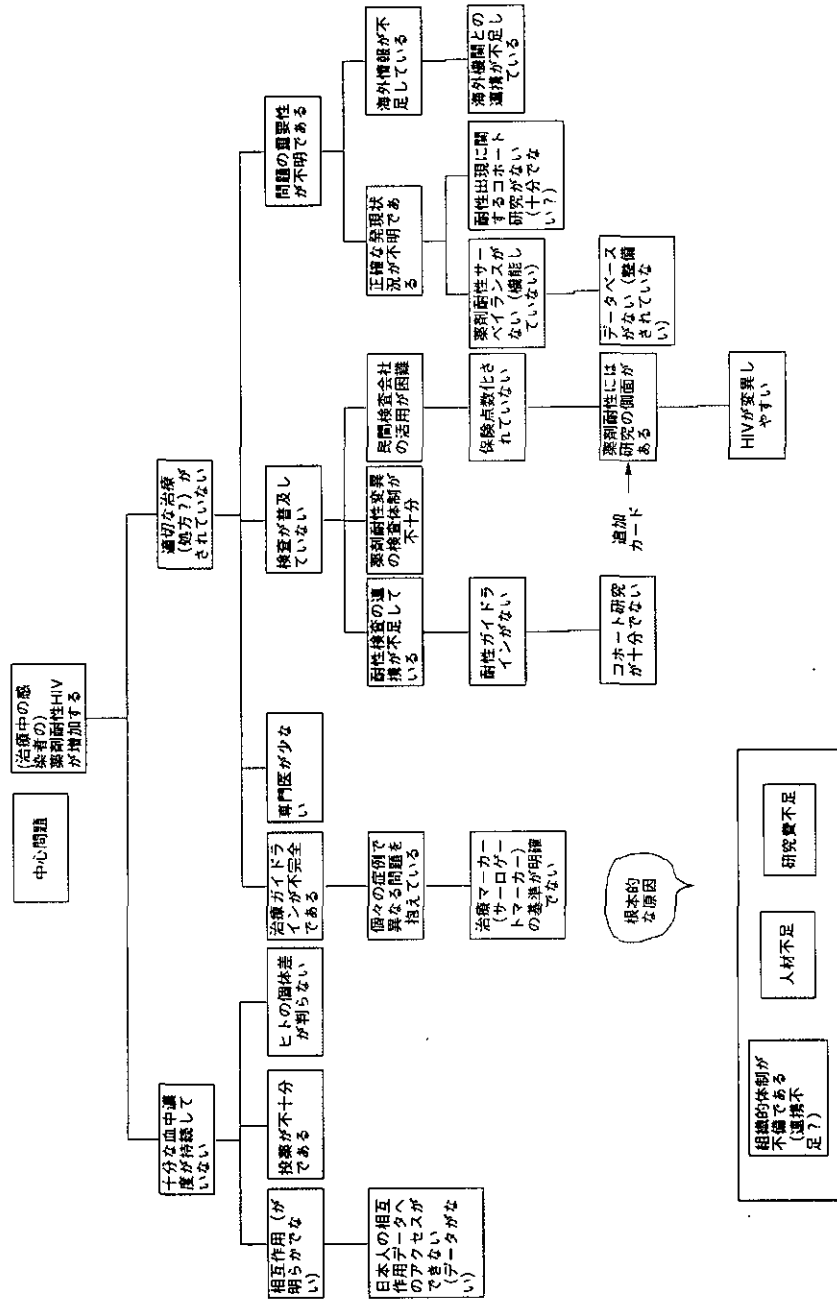 中心問題
(治療中の感
染者の)
薬剤耐性HIV
が増加する
十分な血中濃
度が持続して
いない
適切な治療
(処方?)が
されていない
相互作用(が
明らかでな
い)
投薬が不十分
である
ヒトの個体差
が判らない
治療ガイドラ
インが不完全
である
専門医が少な
い
検査が普及し
ていない
問題の重要性
が不明である
日本人の相互
作用データへ
のアクセスが
できない
(データがな
い)
個々の症例で
異なる問題を
抱えている
耐性検査の連
携が不足して
いる
薬剤耐性変異
の検査体制が
不十分
民間検査会社
の活用が困難
正確な発現状
況が不明であ
る
海外情報が不
足している
治療マーカー
(サーロゲー
トマーカー)
の基準が明確
でない
耐性ガイドラ
インがない
保険点数化さ
れていない
薬剤耐性サー
ベイランスが
ない(機能し
ていない)
耐性出現に関
するコホート
研究がない
(十分でな
い?)
海外機関との
連携が不足し
ている
コホート研究
が十分でない
追加
カード
薬剤耐性には
研究の側面が
ある
データベース
がない(整備
されていな
い)
HIVが変異し
やすい
根本的
な原因
組織的体制が
不備である
(連携不
足?)
人材不足
研究費不足